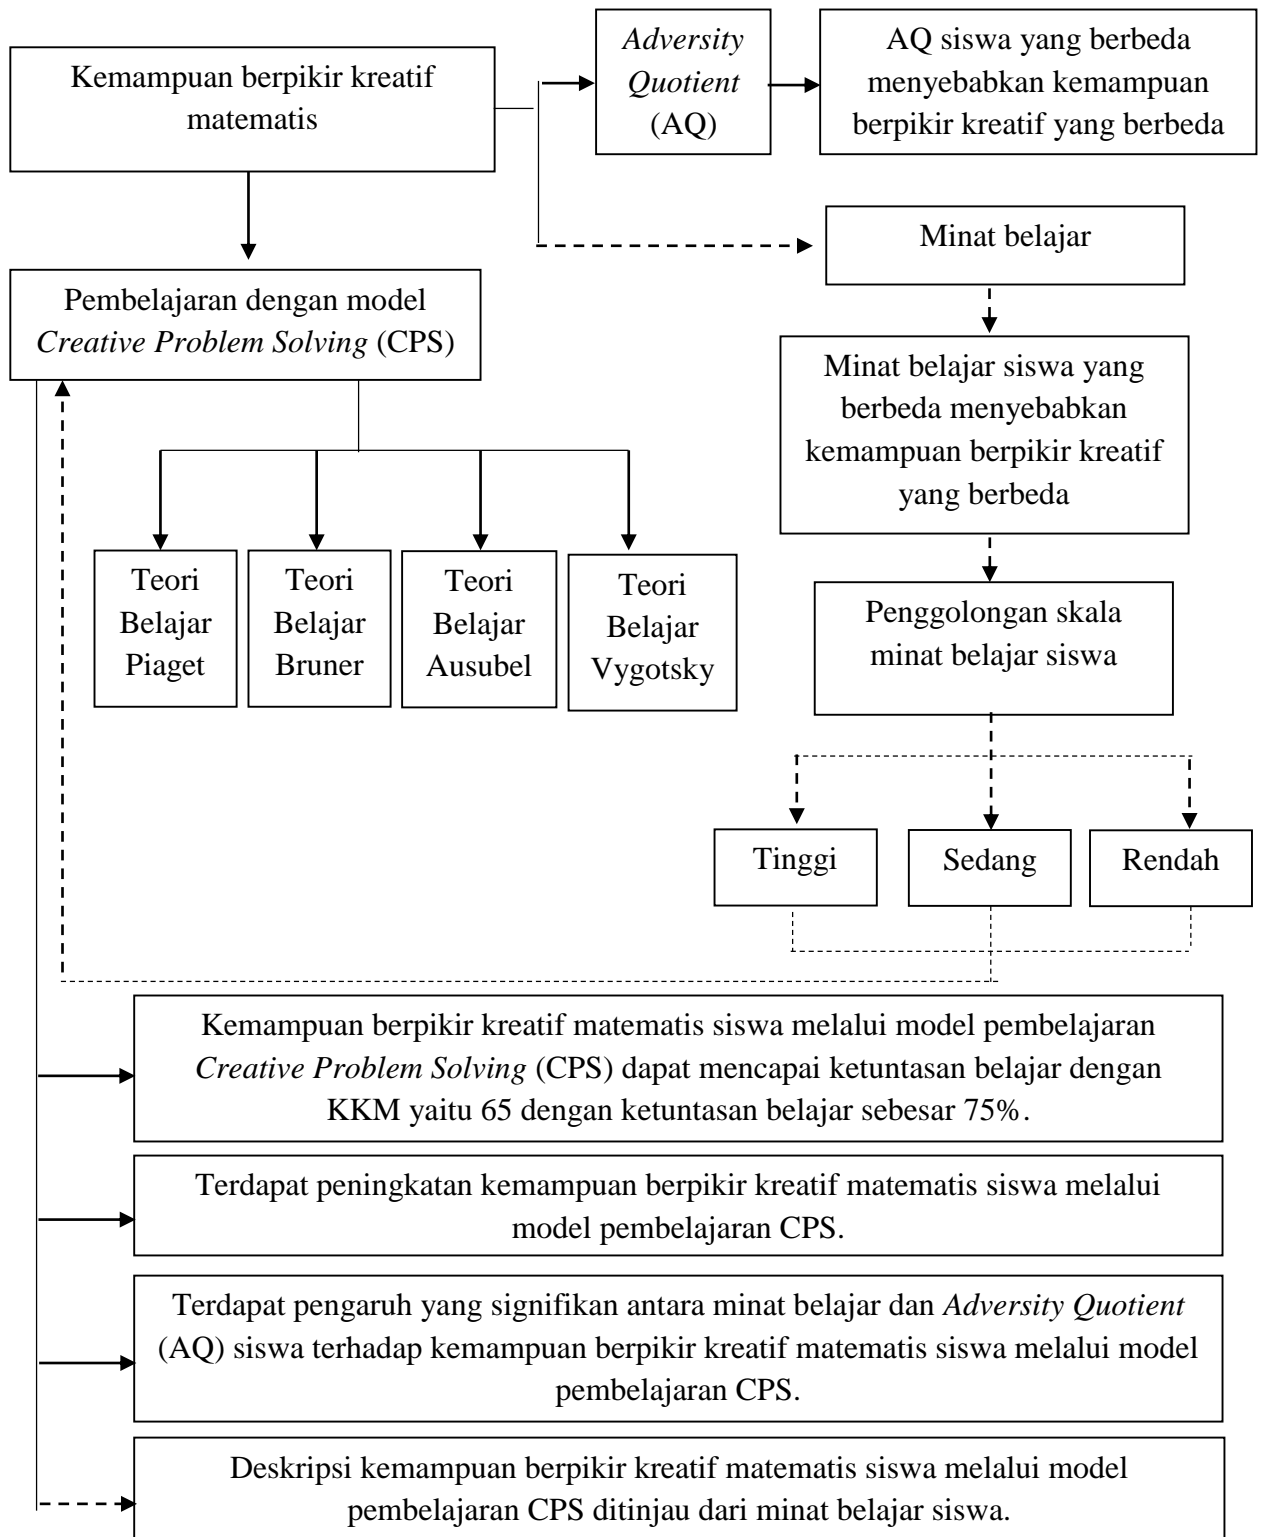 Kemampuan berpikir kreatif
matematis
Adversity
Quotient
(AQ)
AQ siswa yang berbeda
menyebabkan kemampuan
berpikir kreatif yang berbeda
Minat belajar
Pembelajaran dengan model
Creative Problem Solving (CPS)
Minat belajar siswa yang
berbeda menyebabkan
kemampuan berpikir kreatif
yang berbeda
Teori
Belajar
Piaget
Teori
Belajar
Bruner
Teori
Belajar
Ausubel
Teori
Belajar
Vygotsky
Penggolongan skala
minat belajar siswa
Tinggi
Sedang
Rendah
Kemampuan berpikir kreatif matematis siswa melalui model pembelajaran
Creative Problem Solving (CPS) dapat mencapai ketuntasan belajar dengan
KKM yaitu 65 dengan ketuntasan belajar sebesar 75%.
Terdapat peningkatan kemampuan berpikir kreatif matematis siswa melalui
model pembelajaran CPS.
Terdapat pengaruh yang signifikan antara minat belajar dan Adversity Quotient
(AQ) siswa terhadap kemampuan berpikir kreatif matematis siswa melalui model
pembelajaran CPS.
Deskripsi kemampuan berpikir kreatif matematis siswa melalui model
pembelajaran CPS ditinjau dari minat belajar siswa.